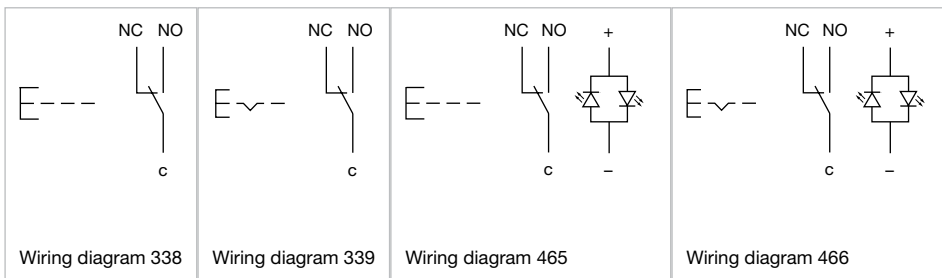 NC NO
c
Wiring diagram 338
NC NO
c
Wiring diagram 339
NC NO +
c –
Wiring diagram 465
NC NO +
c –
Wiring diagram 466